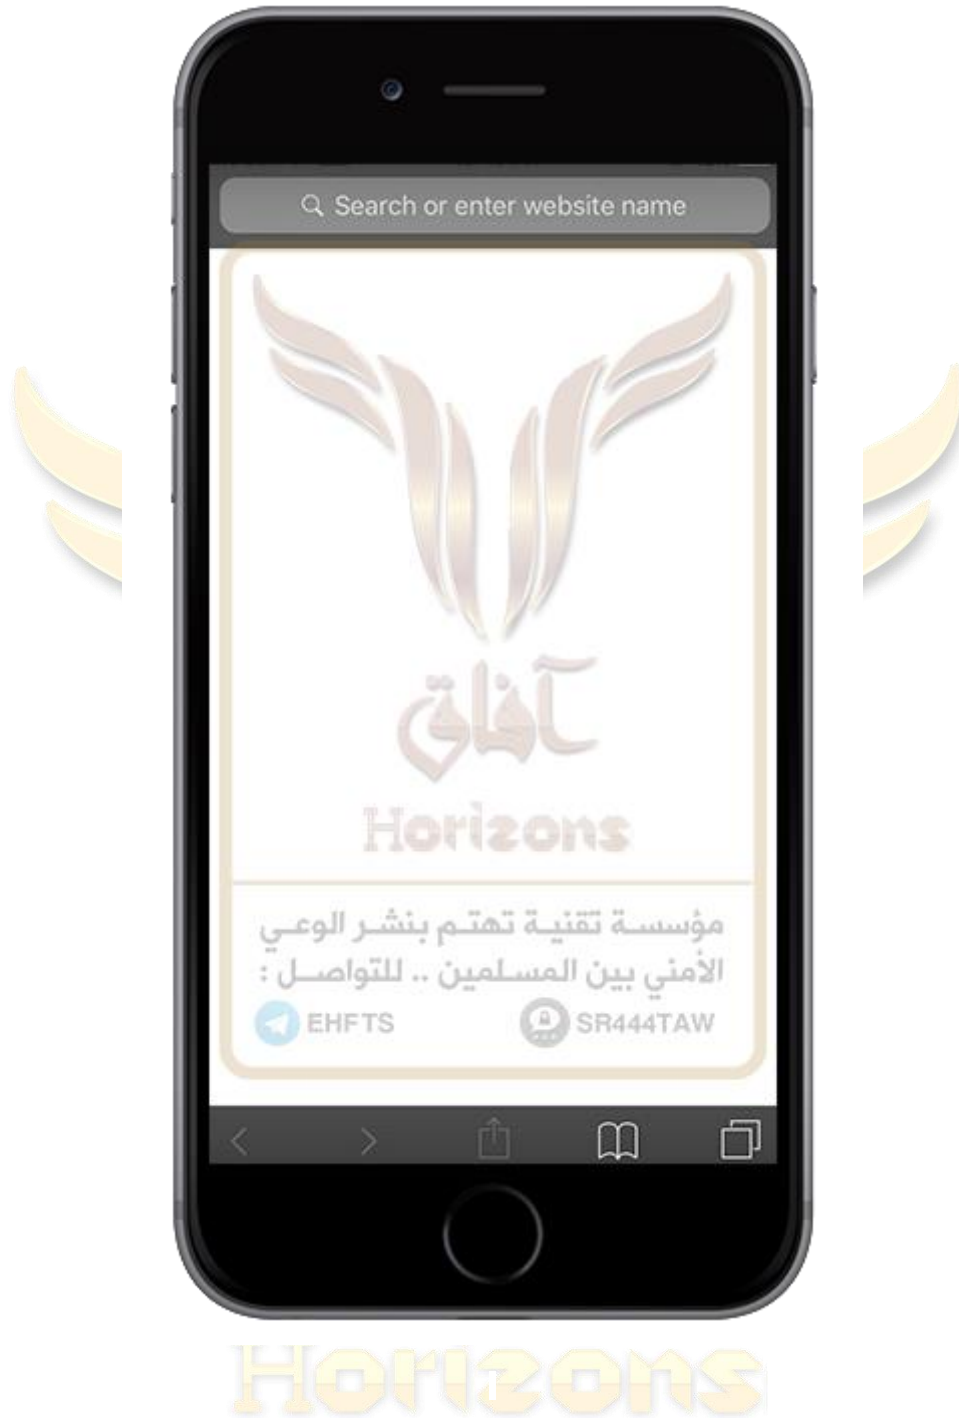 Search or enter website name
آفاق
Horizons
مؤسسة تقنية تهتم بنشر الوعي
الأمني بين المسلمين .. للتواصل :
EHFTS SR444TAW
Horizons